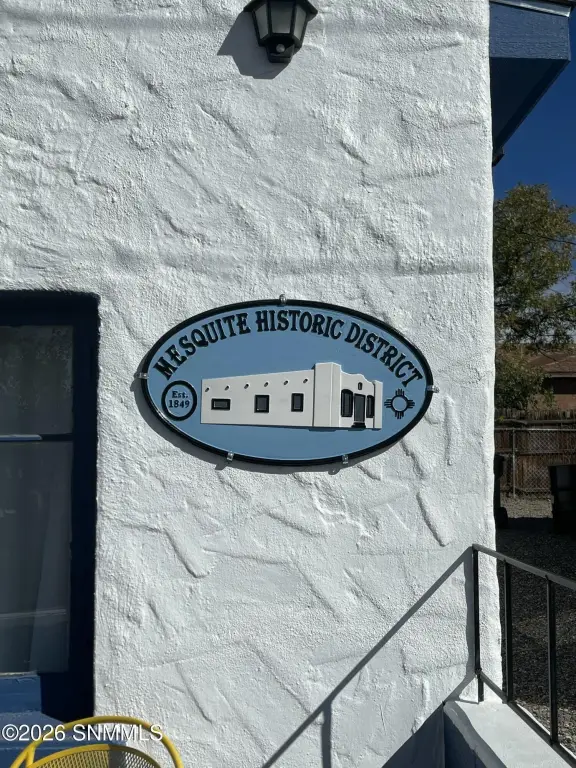 MESQUITE HISTORIC DISTRICT
Est.
1849
©2026 SNMMLS